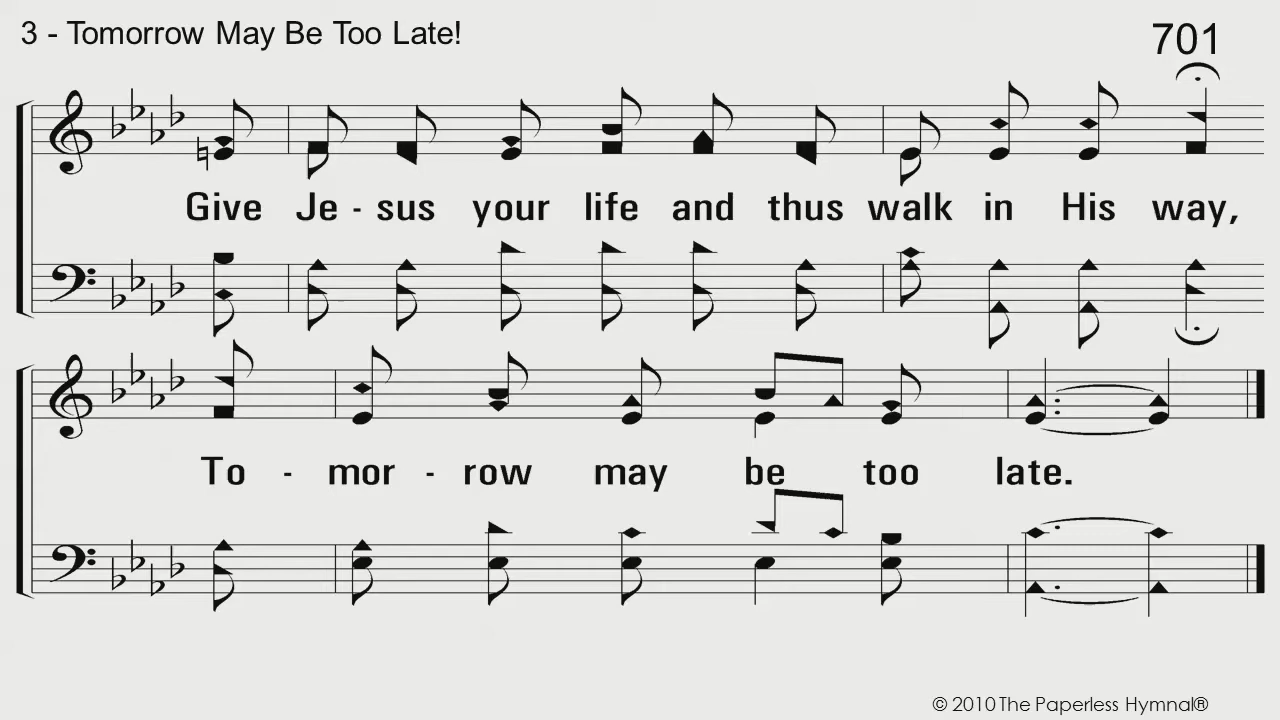 3 - Tomorrow May Be Too Late!
701
Give Je - sus your life and thus walk in His way,
To - mor - row may be too late.
© 2010 The Paperless Hymnal®